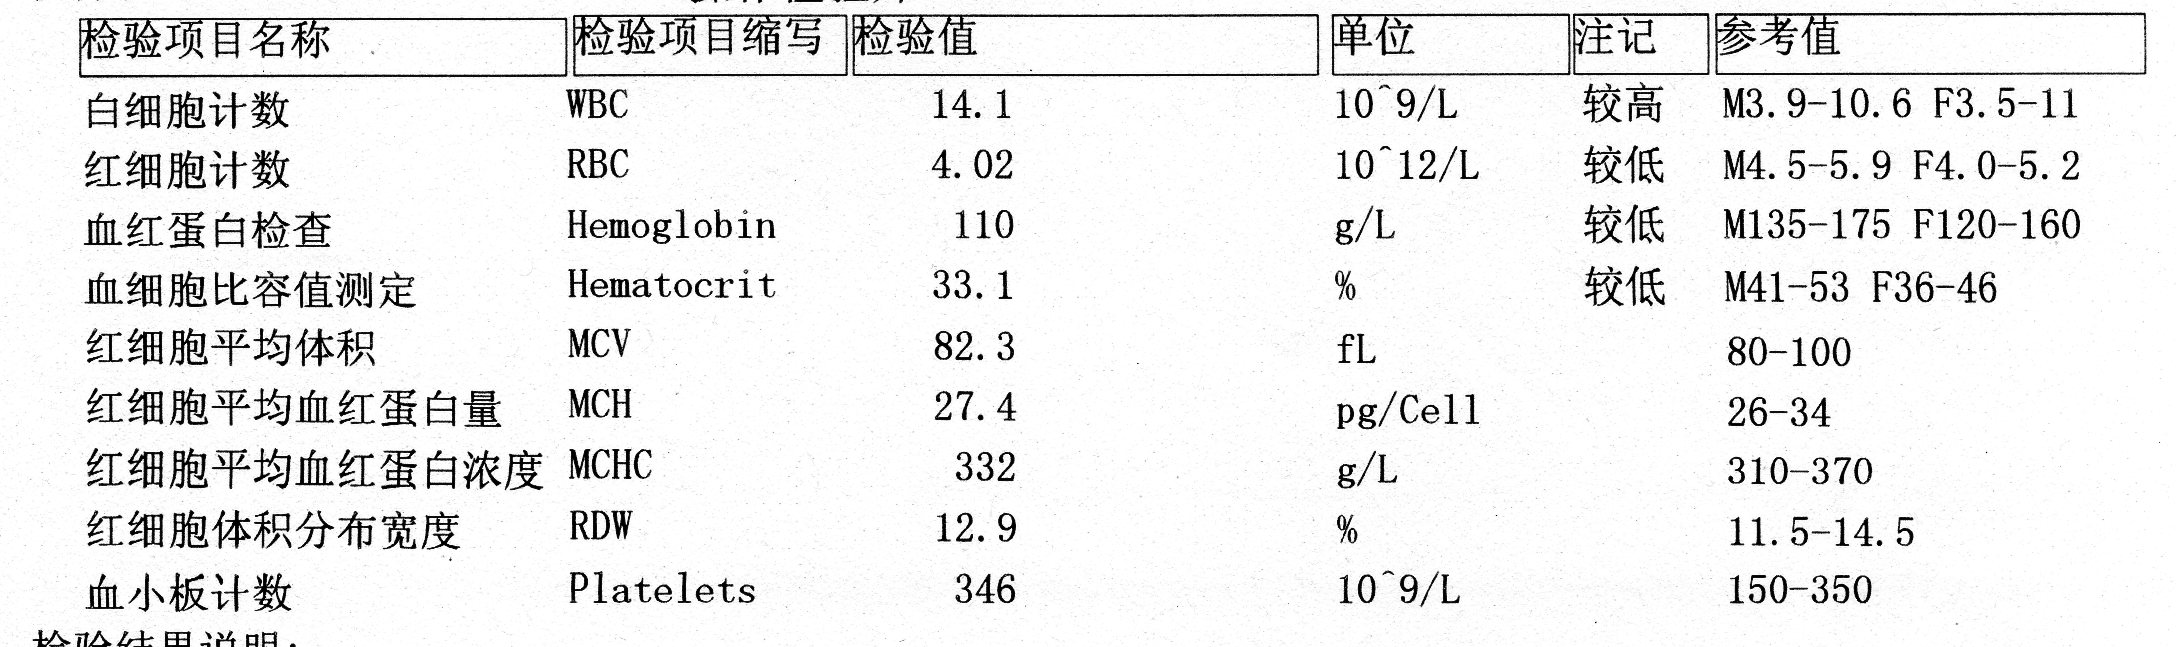 检验项目名称 检验项目缩写 检验值 单位 注记 参考值
白细胞计数 WBC 14.1 10^9/L 较高 M3.9-10.6 F3.5-11
红细胞计数 RBC 4.02 10^12/L 较低 M4.5-5.9 F4.0-5.2
血红蛋白检查 Hemoglobin 110 g/L 较低 M135-175 F120-160
血细胞比容值测定 Hematocrit 33.1 % 较低 M41-53 F36-46
红细胞平均体积 MCV 82.3 fL 80-100
红细胞平均血红蛋白量 MCH 27.4 pg/Cell 26-34
红细胞平均血红蛋白浓度 MCHC 332 g/L 310-370
红细胞体积分布宽度 RDW 12.9 % 11.5-14.5
血小板计数 Platelets 346 10^9/L 150-350
检验结果说明: